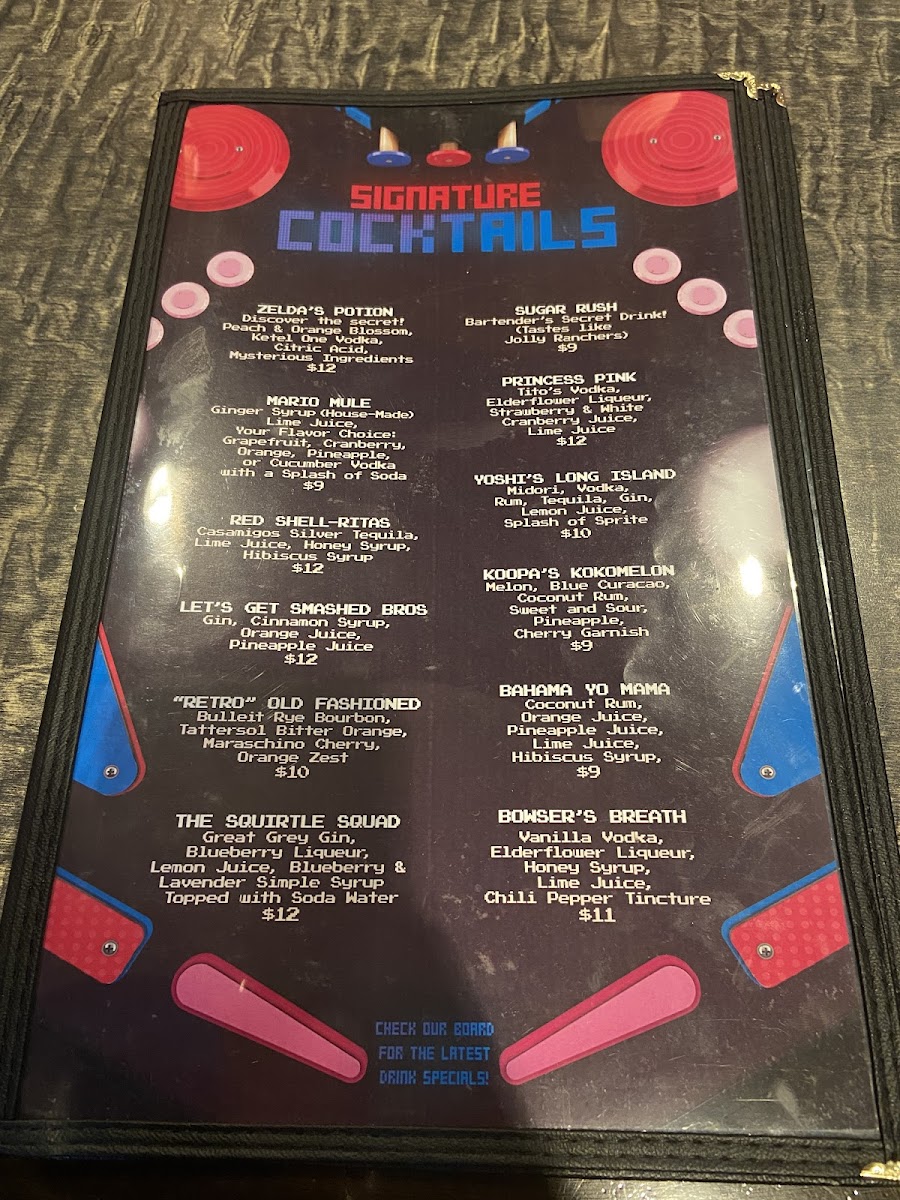 SIGNATURE
COCKTAILS
ZELDA'S POTION
Discover the secret!
Peach & Orange Blossom,
Ketel One Vodka,
Citric Acid,
Mysterious Ingredients
$12
MARIO MULE
Ginger Syrup (House-Made)
Lime Juice,
Your Flavor Choice:
Grapefruit, Cranberry,
Orange, Pineapple,
or Cucumber Vodka
with a Splash of Soda
$9
RED SHELL-RITAS
Casamigos Silver Tequila,
Lime Juice, Honey Syrup,
Hibiscus Syrup
$12
LET'S GET SMASHED BROS
Gin, Cinnamon Syrup,
Orange Juice,
Pineapple Juice
$12
"RETRO" OLD FASHIONED
Bulleit Rye Bourbon,
Tattersol Bitter Orange,
Maraschino Cherry,
Orange Zest
$10
THE SQUIRTLE SQUAD
Great Grey Gin,
Blueberry Liqueur,
Lemon Juice, Blueberry &
Lavender Simple Syrup
Topped with Soda Water
$12
SUGAR RUSH
Bartender's Secret Drink!
(Tastes like
Jolly Ranchers)
$9
PRINCESS PINK
Tito's Vodka,
Elderflower Liqueur,
Strawberry & White
Cranberry Juice,
Lime Juice
$12
YOSHI'S LONG ISLAND
Midori, Vodka,
Rum, Tequila, Gin,
Lemon Juice,
Splash of Sprite
$10
KOOPA'S KOKOMELON
Melon, Blue Curacao,
Coconut Rum,
Sweet and Sour,
Pineapple,
Cherry Garnish
$9
BAHAMA YO MAMA
Coconut Rum,
Orange Juice,
Pineapple Juice,
Lime Juice,
Hibiscus Syrup,
$9
BOWSER'S BREATH
Vanilla Vodka,
Elderflower Liqueur,
Honey Syrup,
Lime Juice,
Chili Pepper Tincture
$11
CHECK OUR BOARD
FOR THE LATEST
DRINK SPECIALS!